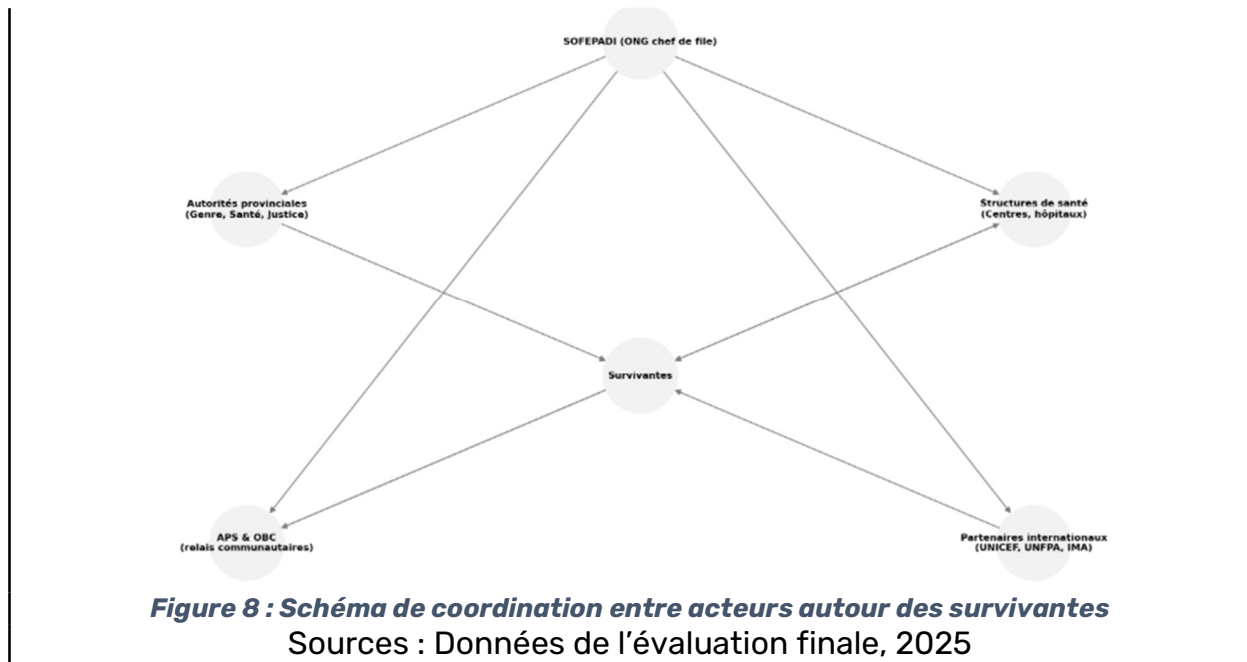 SOFEPADI (ONG chef de file)
Autorités provinciales
(Genre, Santé, Justice)
Structures de santé
(Centres, hôpitaux)
Survivantes
APS & OBC
(relais communautaires)
Partenaires internationaux
(UNICEF, UNFPA, IMA)
Figure 8 : Schéma de coordination entre acteurs autour des survivantes
Sources : Données de l’évaluation finale, 2025